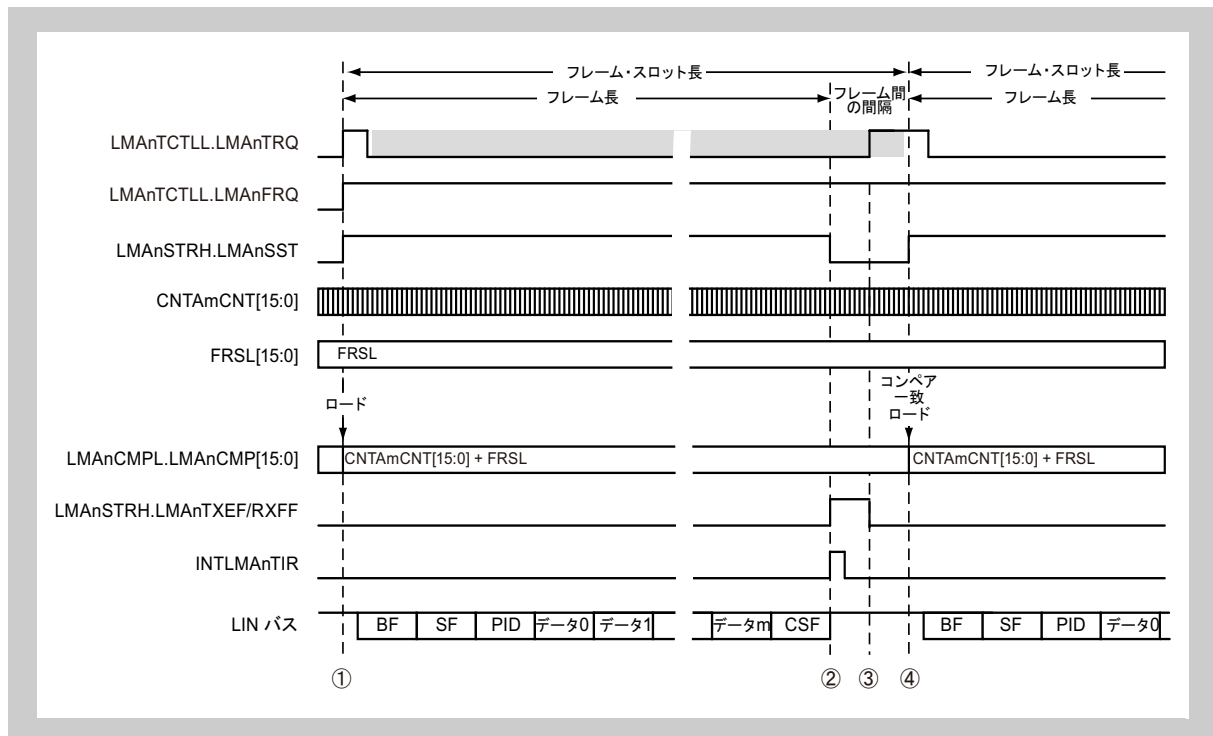 フレーム・スロット長
フレーム・スロット長
フレーム長
フレーム間
の間隔
フレーム長
LMAnTCTLL.LMAnTRQ
LMAnTCTLL.LMAnFRQ
LMAnSTRH.LMAnSST
CNTAmCNT[15:0]
FRSL[15:0]
FRSL
ロード
コンペア
一致
ロード
LMAnCMPL.LMAnCMP[15:0]
CNTAmCNT[15:0] + FRSL
CNTAmCNT[15:0] + FRSL
LMAnSTRH.LMAnTXEF/RXFF
INTLMAnTIR
LIN バス
BF SF PID データ0 データ1 データm CSF BF SF PID データ0
① ② ③ ④